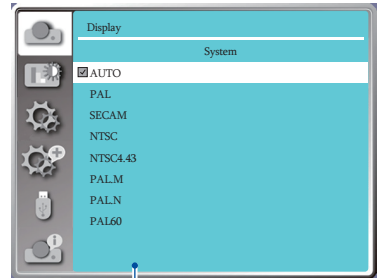 Display
System
AUTO
PAL
SECAM
NTSC
NTSC4.43
PAL.M
PAL.N
PAL60